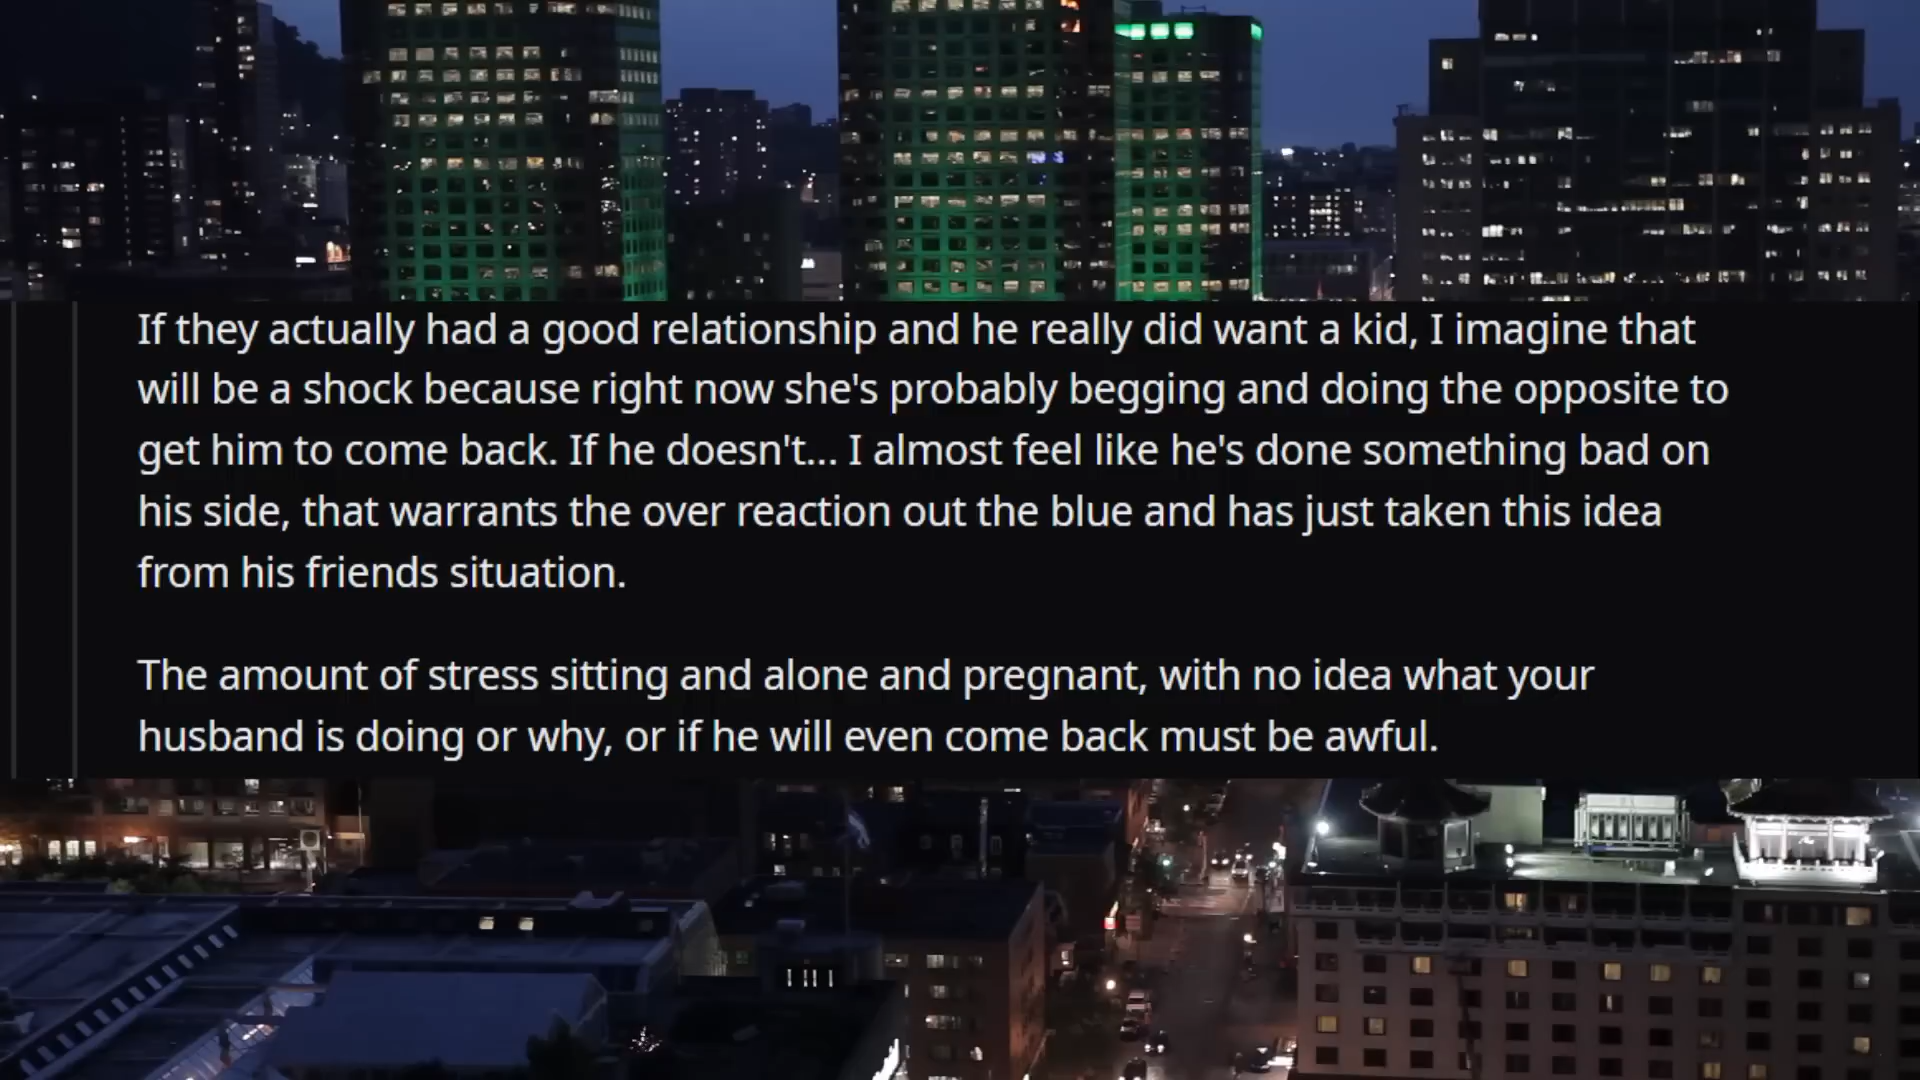 If they actually had a good relationship and he really did want a kid, I imagine that
will be a shock because right now she's probably begging and doing the opposite to
get him to come back. If he doesn't... I almost feel like he's done something bad on
his side, that warrants the over reaction out the blue and has just taken this idea
from his friends situation.
The amount of stress sitting and alone and pregnant, with no idea what your
husband is doing or why, or if he will even come back must be awful.